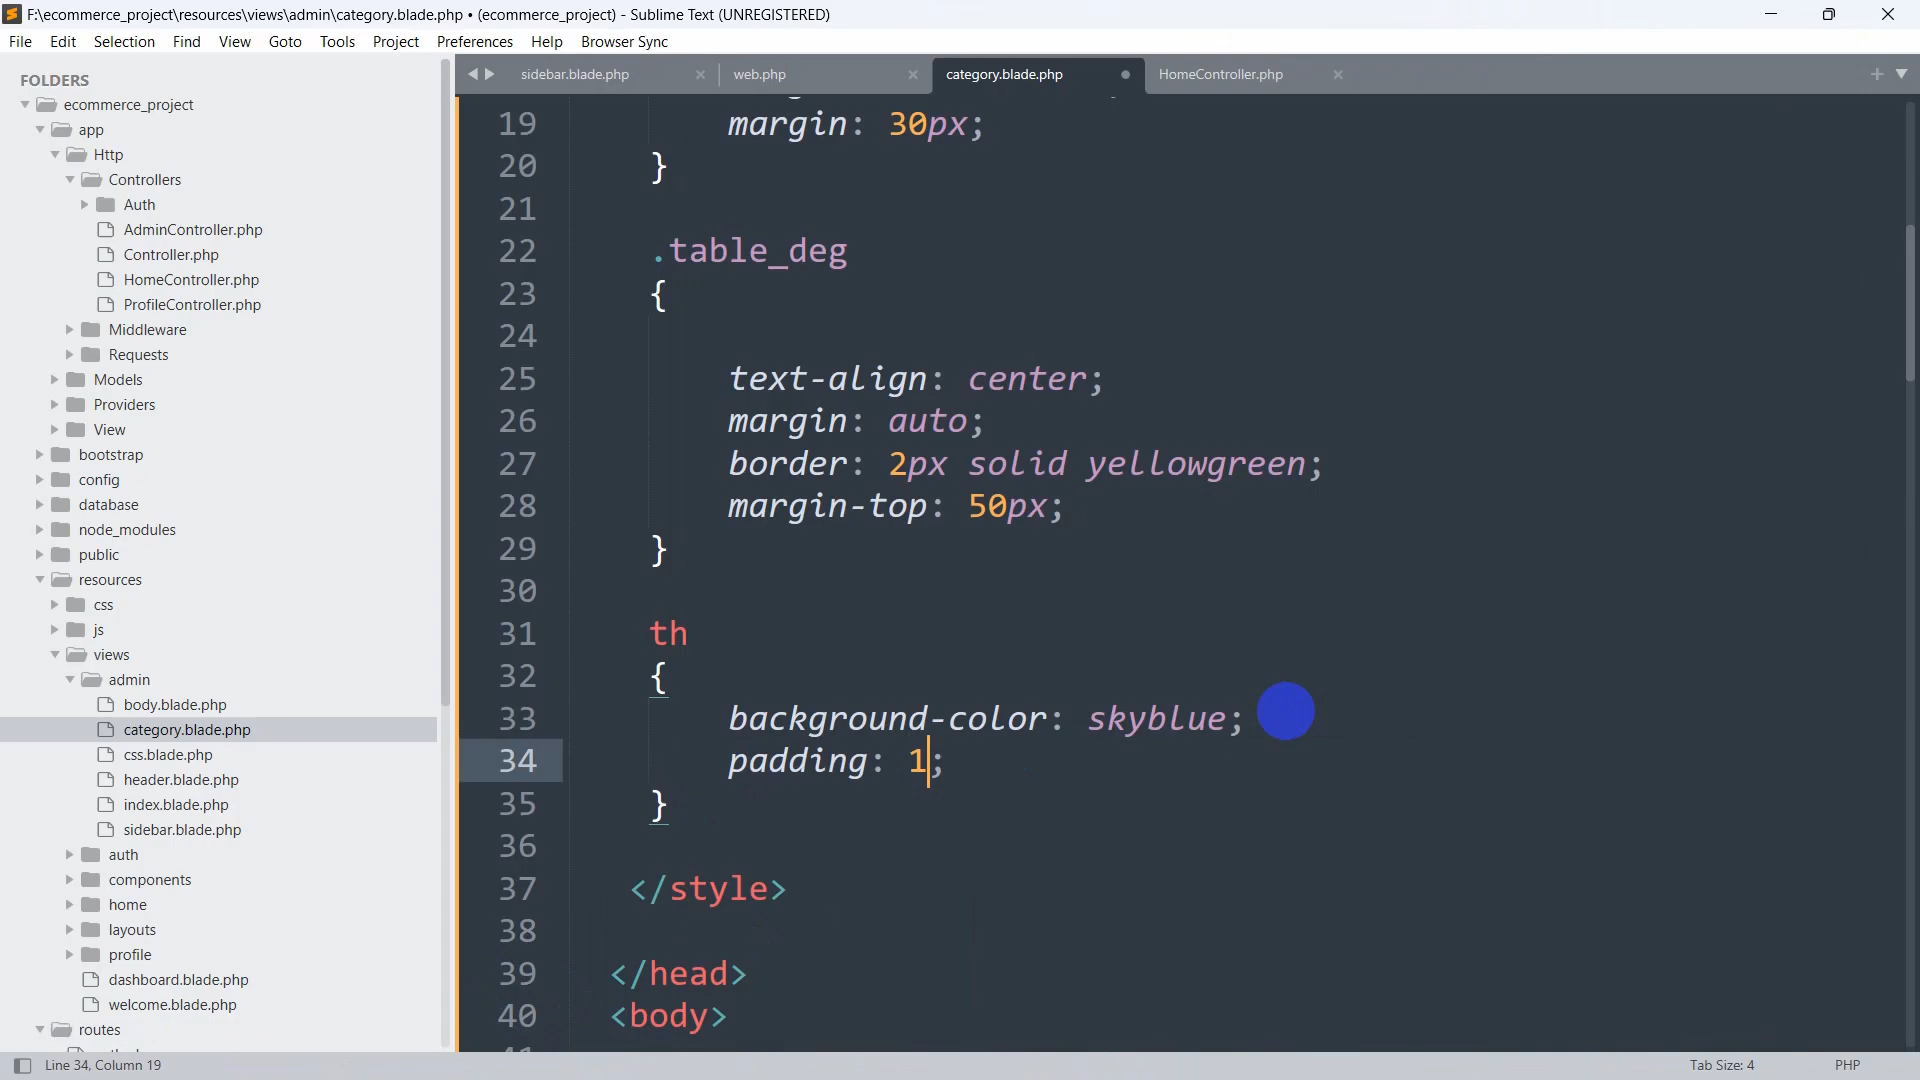 F:\ecommerce_project\resources\views\admin\category.blade.php • (ecommerce_project) - Sublime Text (UNREGISTERED)
File Edit Selection Find View Goto Tools Project Preferences Help Browser Sync
FOLDERS
ecommerce_project
app
Http
Controllers
Auth
AdminController.php
Controller.php
HomeController.php
ProfileController.php
Middleware
Requests
Models
Providers
View
bootstrap
config
database
node_modules
public
resources
css
js
views
admin
body.blade.php
category.blade.php
css.blade.php
header.blade.php
index.blade.php
sidebar.blade.php
auth
components
home
layouts
profile
dashboard.blade.php
welcome.blade.php
routes
sidebar.blade.php web.php category.blade.php HomeController.php
19 margin: 30px;
20 }
21
22 .table_deg
23 {
24
25 text-align: center;
26 margin: auto;
27 border: 2px solid yellowgreen;
28 margin-top: 50px;
29 }
30
31 th
32 {
33 background-color: skyblue;
34 padding: 1;
35 }
36
37 </style>
38
39 </head>
40 <body>
Line 34, Column 19 Tab Size: 4 PHP